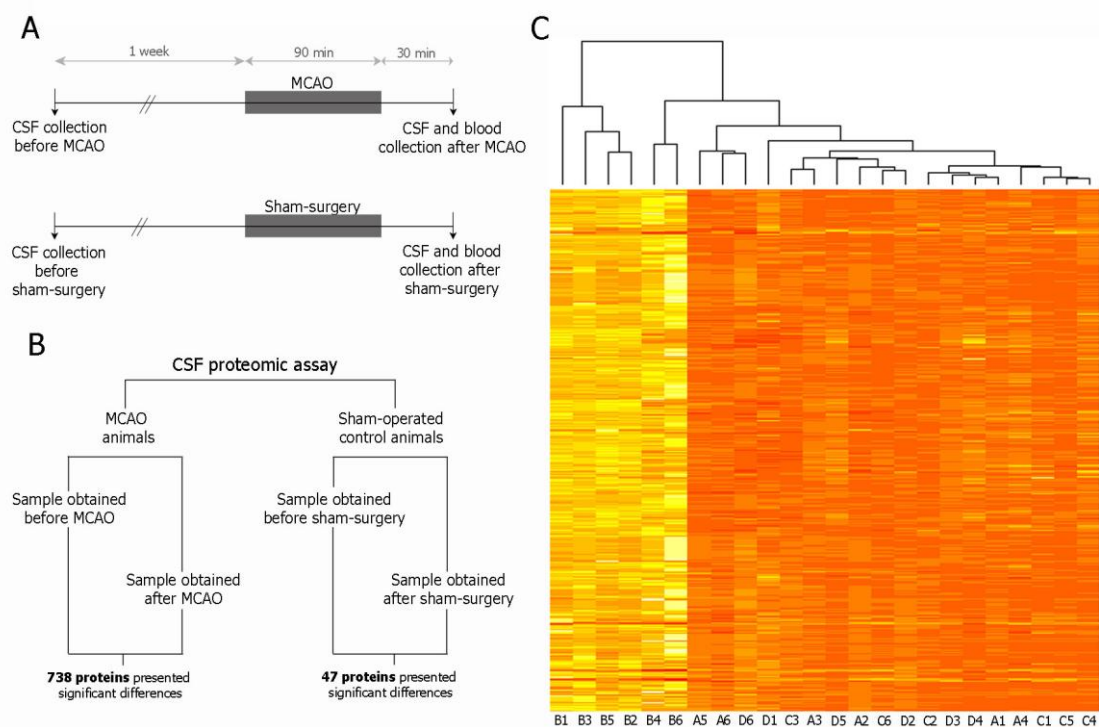 A
1 week
90 min
30 min
MCAO
CSF collection
before MCAO
CSF and blood
collection after MCAO
Sham-surgery
CSF collection
before
sham-surgery
CSF and blood
collection after
sham-surgery
B
CSF proteomic assay
MCAO
animals
Sham-operated
control animals
Sample obtained
before MCAO
Sample obtained
before sham-surgery
Sample obtained
after MCAO
Sample obtained
after sham-surgery
738 proteins presented
significant differences
47 proteins presented
significant differences
C
B1 B3 B5 B2 B4 B6 A5 A6 D6 D1 C3 A3 D5 A2 C6 D2 C2 D3 D4 A1 A4 C1 C5 C4